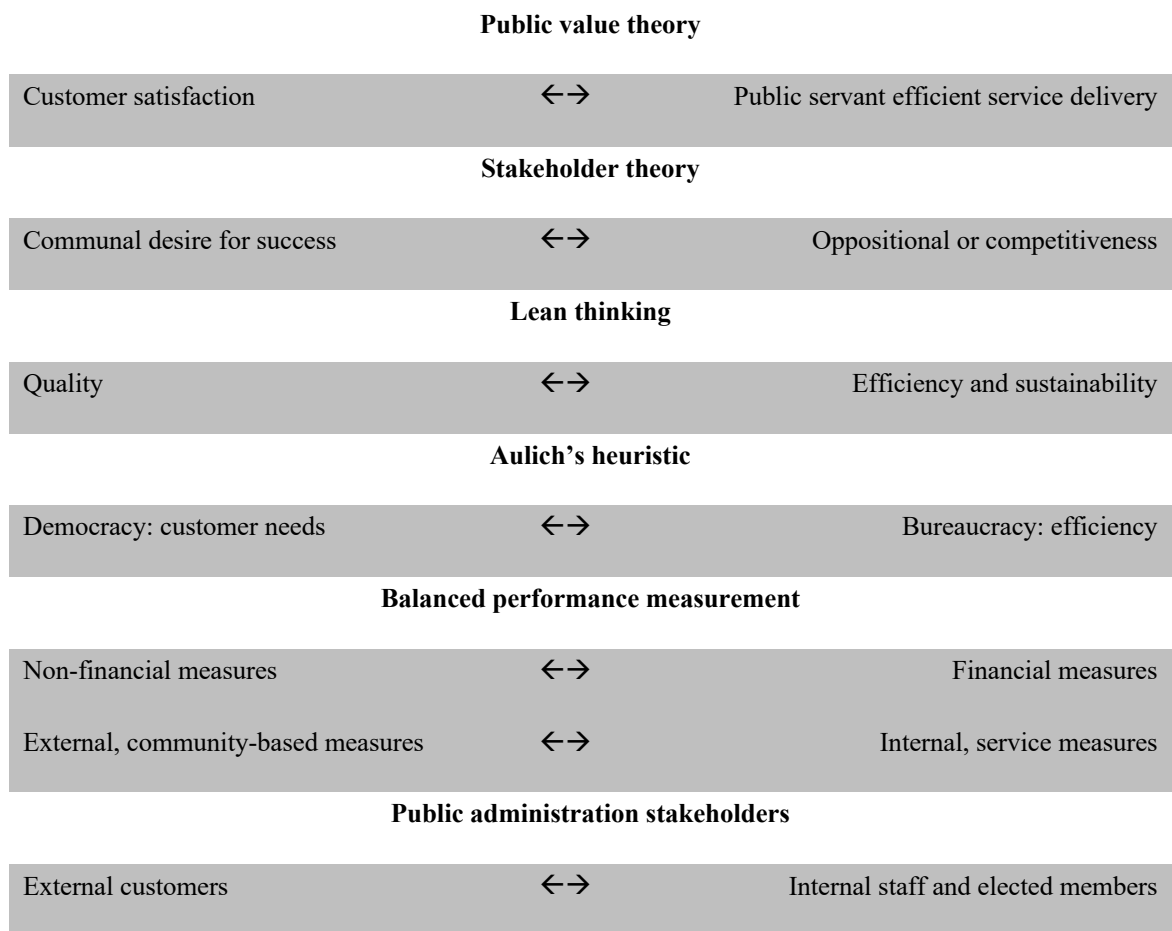 Public value theory
Customer satisfaction ←→ Public servant efficient service delivery
Stakeholder theory
Communal desire for success ←→ Oppositional or competitiveness
Lean thinking
Quality ←→ Efficiency and sustainability
Aulich’s heuristic
Democracy: customer needs ←→ Bureaucracy: efficiency
Balanced performance measurement
Non-financial measures ←→ Financial measures
External, community-based measures ←→ Internal, service measures
Public administration stakeholders
External customers ←→ Internal staff and elected members